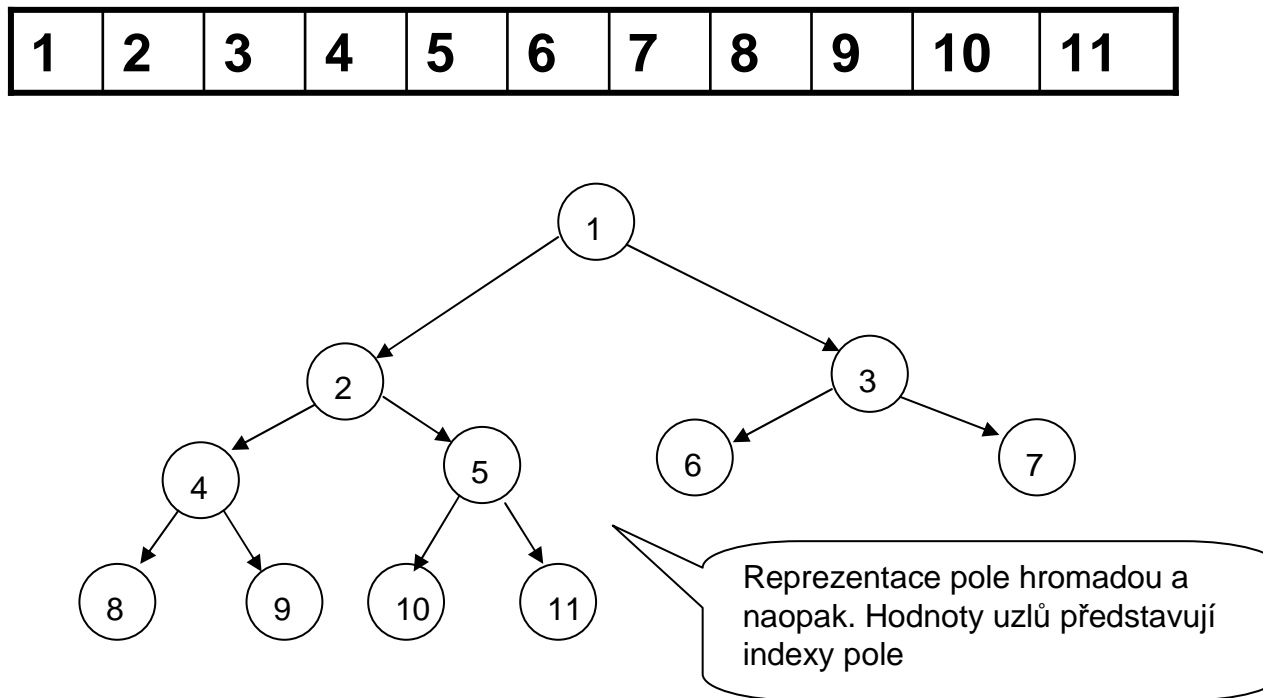 1 2 3 4 5 6 7 8 9 10 11
1
2
3
4
5
6
7
8
9
10
11
Reprezentace pole hromadou a
naopak. Hodnoty uzlů představují
indexy pole